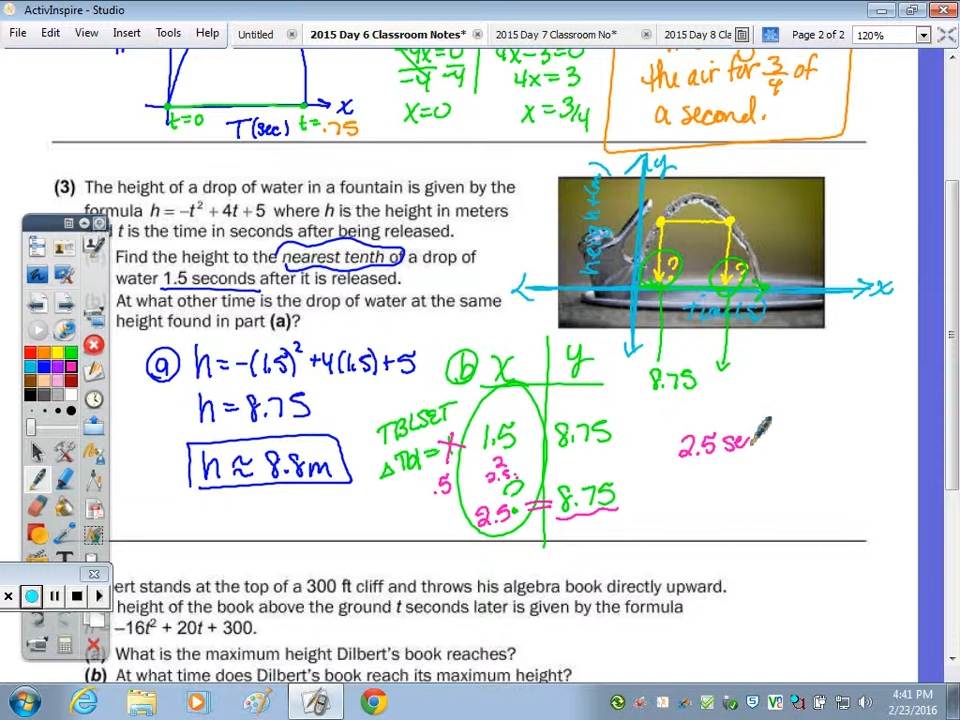 ActivInspire - Studio
File Edit View Insert Tools Help
Untitled
2015 Day 6 Classroom Notes*
2015 Day 7 Classroom No*
2015 Day 8 Cla
Page 2 of 2
120%
-4x=0
4x-3=0
-4 -4
4x=3
x=0
x=3/4
t=0
T(sec)
t=.75
x
the air for 3/4 of
a second.
(3) The height of a drop of water in a fountain is given by the
formula h = -t² + 4t + 5 where h is the height in meters
t is the time in seconds after being released.
Find the height to the nearest tenth of a drop of
water 1.5 seconds after it is released.
(b)
At what other time is the drop of water at the same
height found in part (a)?
y
height (m)
? ?
x
time(s)
8.75
a h=-(1.5)²+4(1.5)+5
h=8.75
h≈8.8m
b x y
TBLSET
ΔTbl=1
.5
1.5 8.75
2
2.5
2.5 = 8.75
2.5 sec
bert stands at the top of a 300 ft cliff and throws his algebra book directly upward.
height of the book above the ground t seconds later is given by the formula
-16t² + 20t + 300.
(a) What is the maximum height Dilbert's book reaches?
(b) At what time does Dilbert's book reach its maximum height?
4:41 PM
2/23/2016